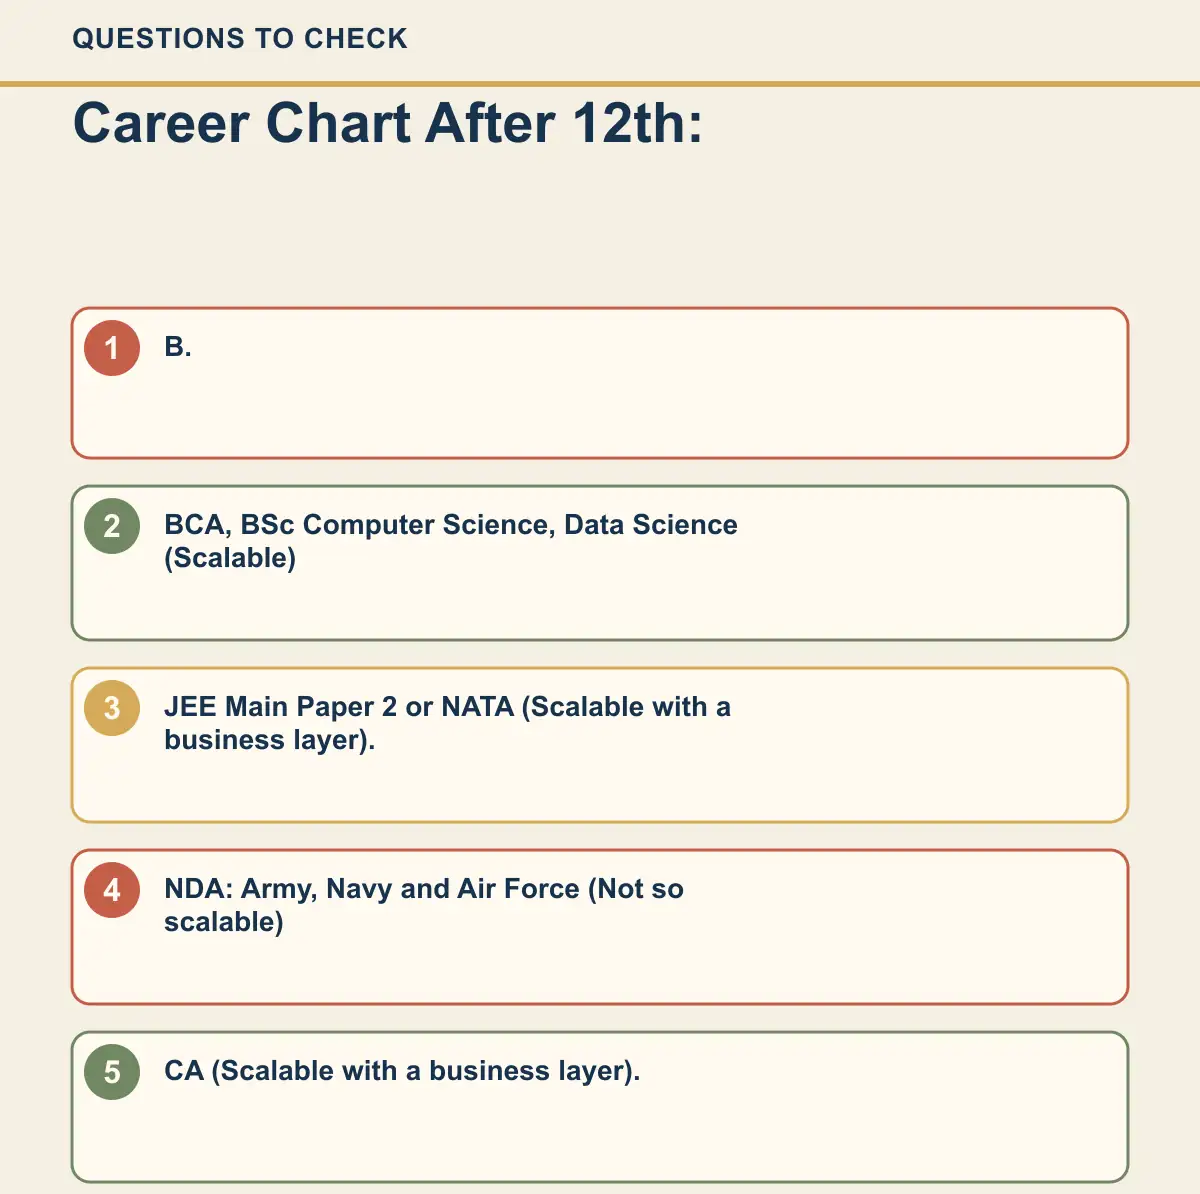 QUESTIONS TO CHECK
Career Chart After 12th:
1 B.
2 BCA, BSc Computer Science, Data Science
(Scalable)
3 JEE Main Paper 2 or NATA (Scalable with a
business layer).
4 NDA: Army, Navy and Air Force (Not so
scalable)
5 CA (Scalable with a business layer).